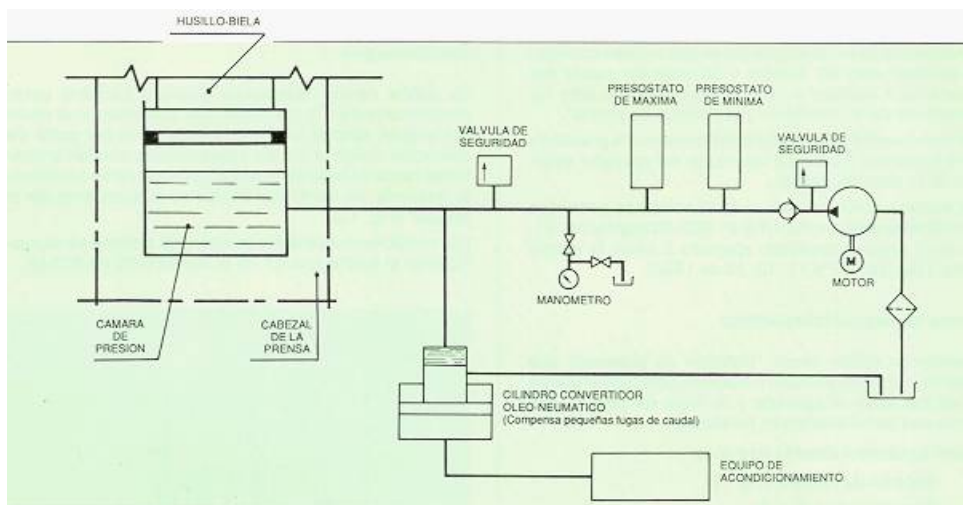 HUSILLO-BIELA
PRESOSTATO
DE MAXIMA
PRESOSTATO
DE MINIMA
VALVULA DE
SEGURIDAD
VALVULA DE
SEGURIDAD
M
MOTOR
MANOMETRO
CAMARA
DE
PRESION
CABEZAL
DE LA
PRENSA
CILINDRO CONVERTIDOR
OLEO-NEUMATICO
(Compensa pequeñas fugas de caudal)
EQUIPO DE
ACONDICIONAMIENTO